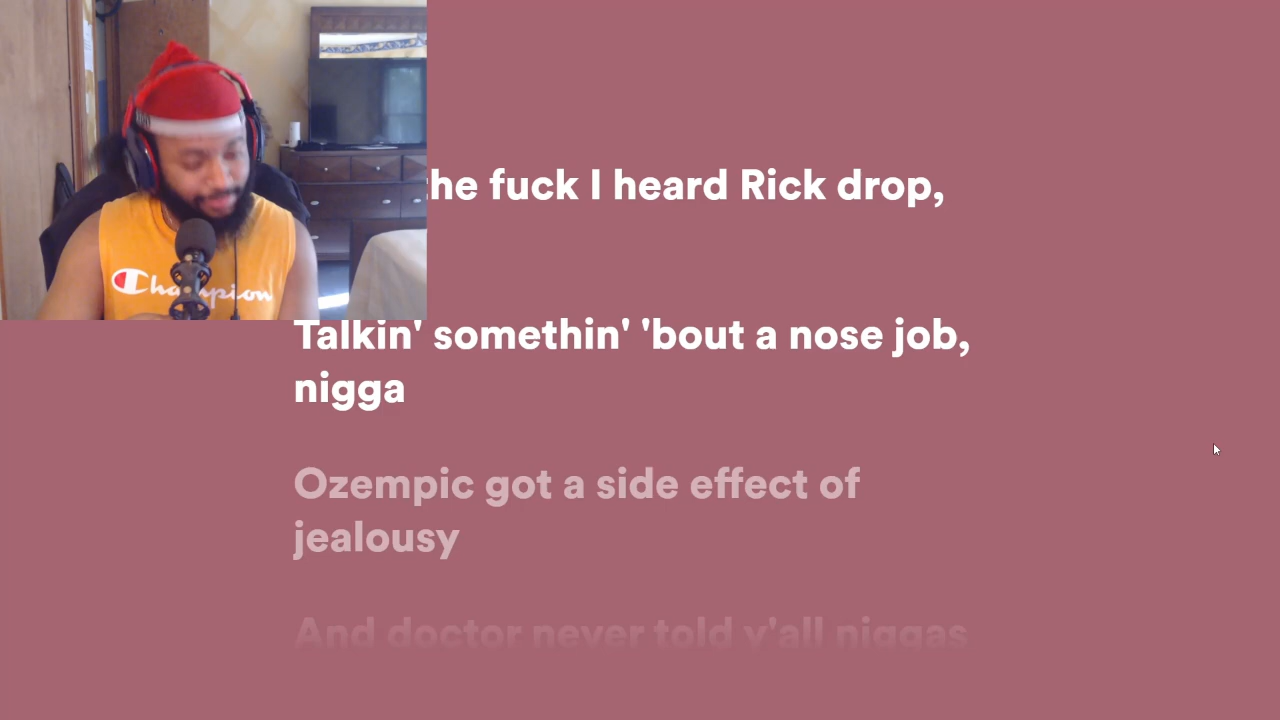 Champion
the fuck I heard Rick drop,
Talkin' somethin' 'bout a nose job,
nigga
Ozempic got a side effect of
jealousy
And doctor never told y'all niggas